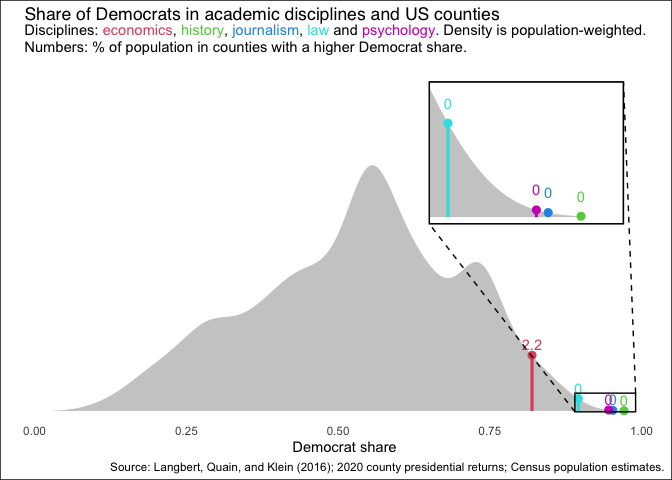 Share of Democrats in academic disciplines and US counties
Disciplines: economics, history, journalism, law and psychology. Density is population-weighted.
Numbers: % of population in counties with a higher Democrat share.
0
0 0 0
2.2
0
0 0 0
0.00 0.25 0.50 0.75 1.00
Democrat share
Source: Langbert, Quain, and Klein (2016); 2020 county presidential returns; Census population estimates.